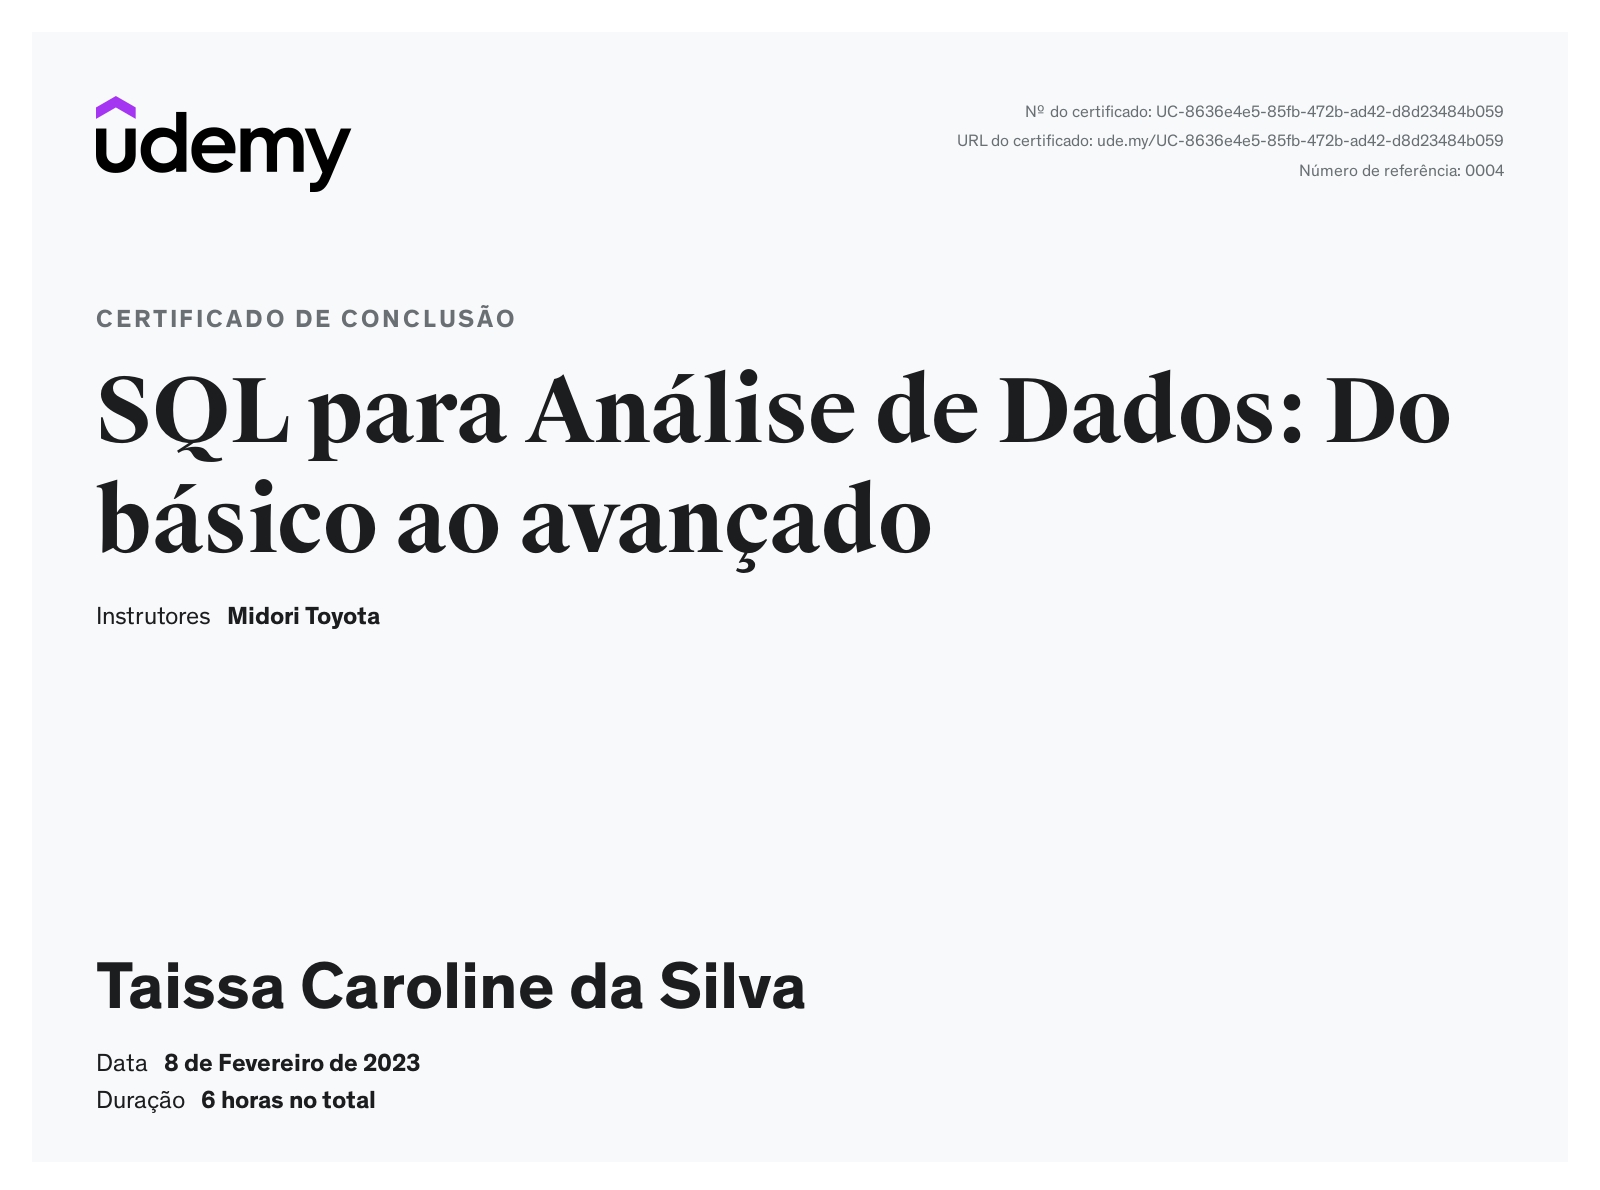 udemy
Nº do certificado: UC-8636e4e5-85fb-472b-ad42-d8d23484b059
URL do certificado: ude.my/UC-8636e4e5-85fb-472b-ad42-d8d23484b059
Número de referência: 0004
CERTIFICADO DE CONCLUSÃO
SQL para Análise de Dados: Do
básico ao avançado
Instrutores Midori Toyota
Taissa Caroline da Silva
Data 8 de Fevereiro de 2023
Duração 6 horas no total